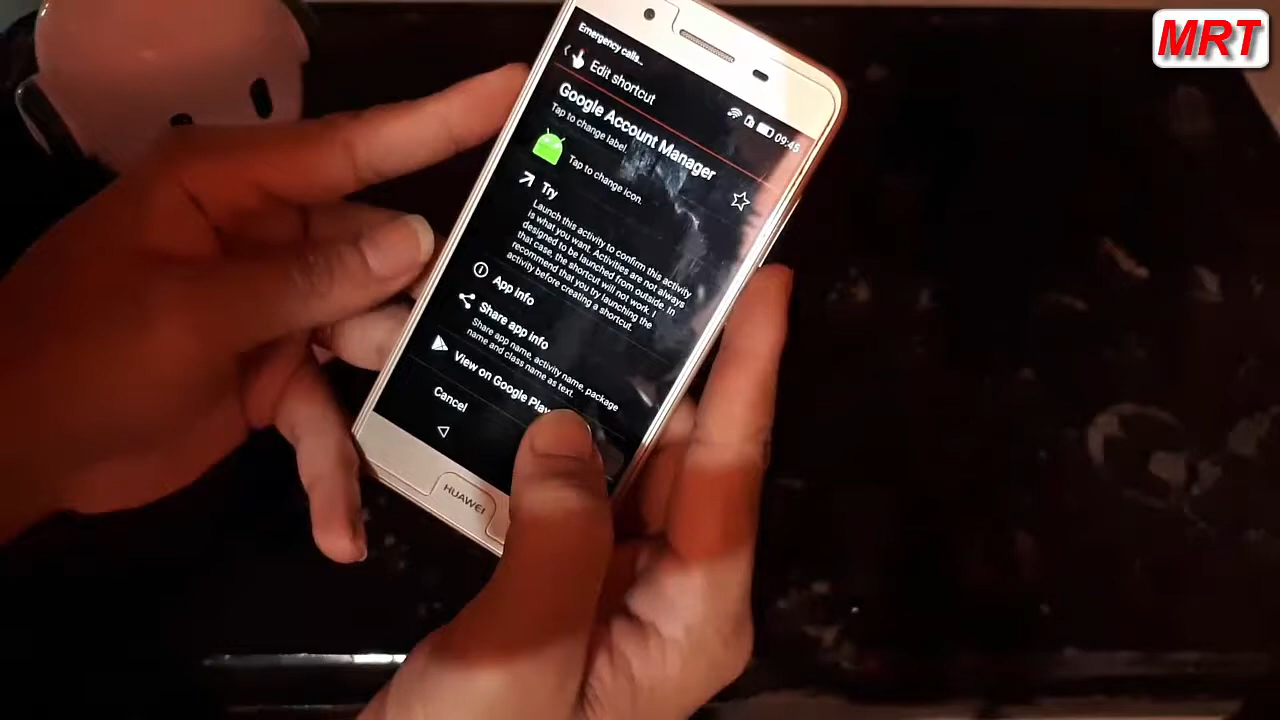 MRT
Emergency calls...
09:45
Edit shortcut
Google Account Manager
Tap to change label.
Tap to change icon.
Try
Launch this activity to confirm this activity
is what you want. Activities are not always
designed to be launched from outside. In
that case, the shortcut will not work. I
recommend that you try launching the
activity before creating a shortcut.
App info
Share app info
Share app name, activity name, package
name and class name as text.
View on Google Play
Cancel
HUAWEI